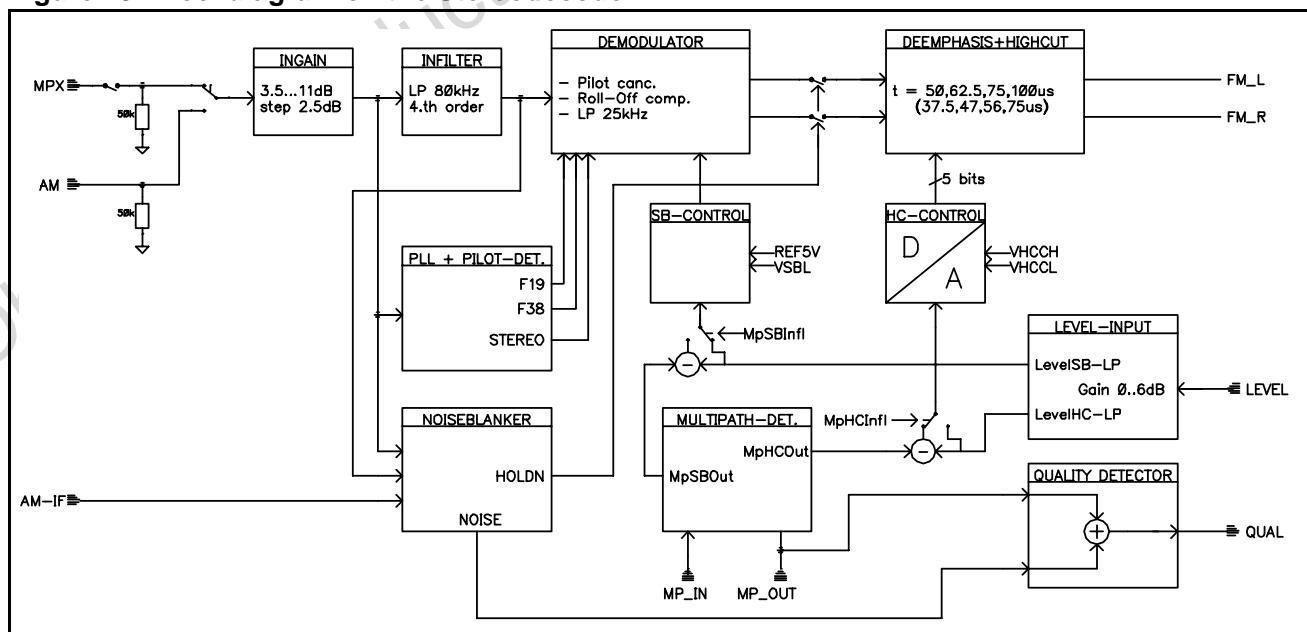 DEMODULATOR
DEEMPHASIS+HIGHCUT
INGAIN
INFILTER
MPX
3.5...11dB
step 2.5dB
LP 80kHz
4.th order
– Pilot canc.
– Roll-Off comp.
– LP 25kHz
t = 50,62.5,75,100us
(37.5,47,56,75us)
FM_L
FM_R
50k
AM
50k
5 bits
SB-CONTROL
HC-CONTROL
REF5V
VSBL
D
A
VHCCH
VHCCL
PLL + PILOT-DET.
F19
F38
STEREO
MpSBInfl
LEVEL-INPUT
LevelSB-LP
Gain 0..6dB
LevelHC-LP
LEVEL
NOISEBLANKER
HOLDN
NOISE
MULTIPATH-DET.
MpHCInfl
MpHCOut
MpSBOut
AM-IF
QUALITY DETECTOR
QUAL
MP_IN
MP_OUT